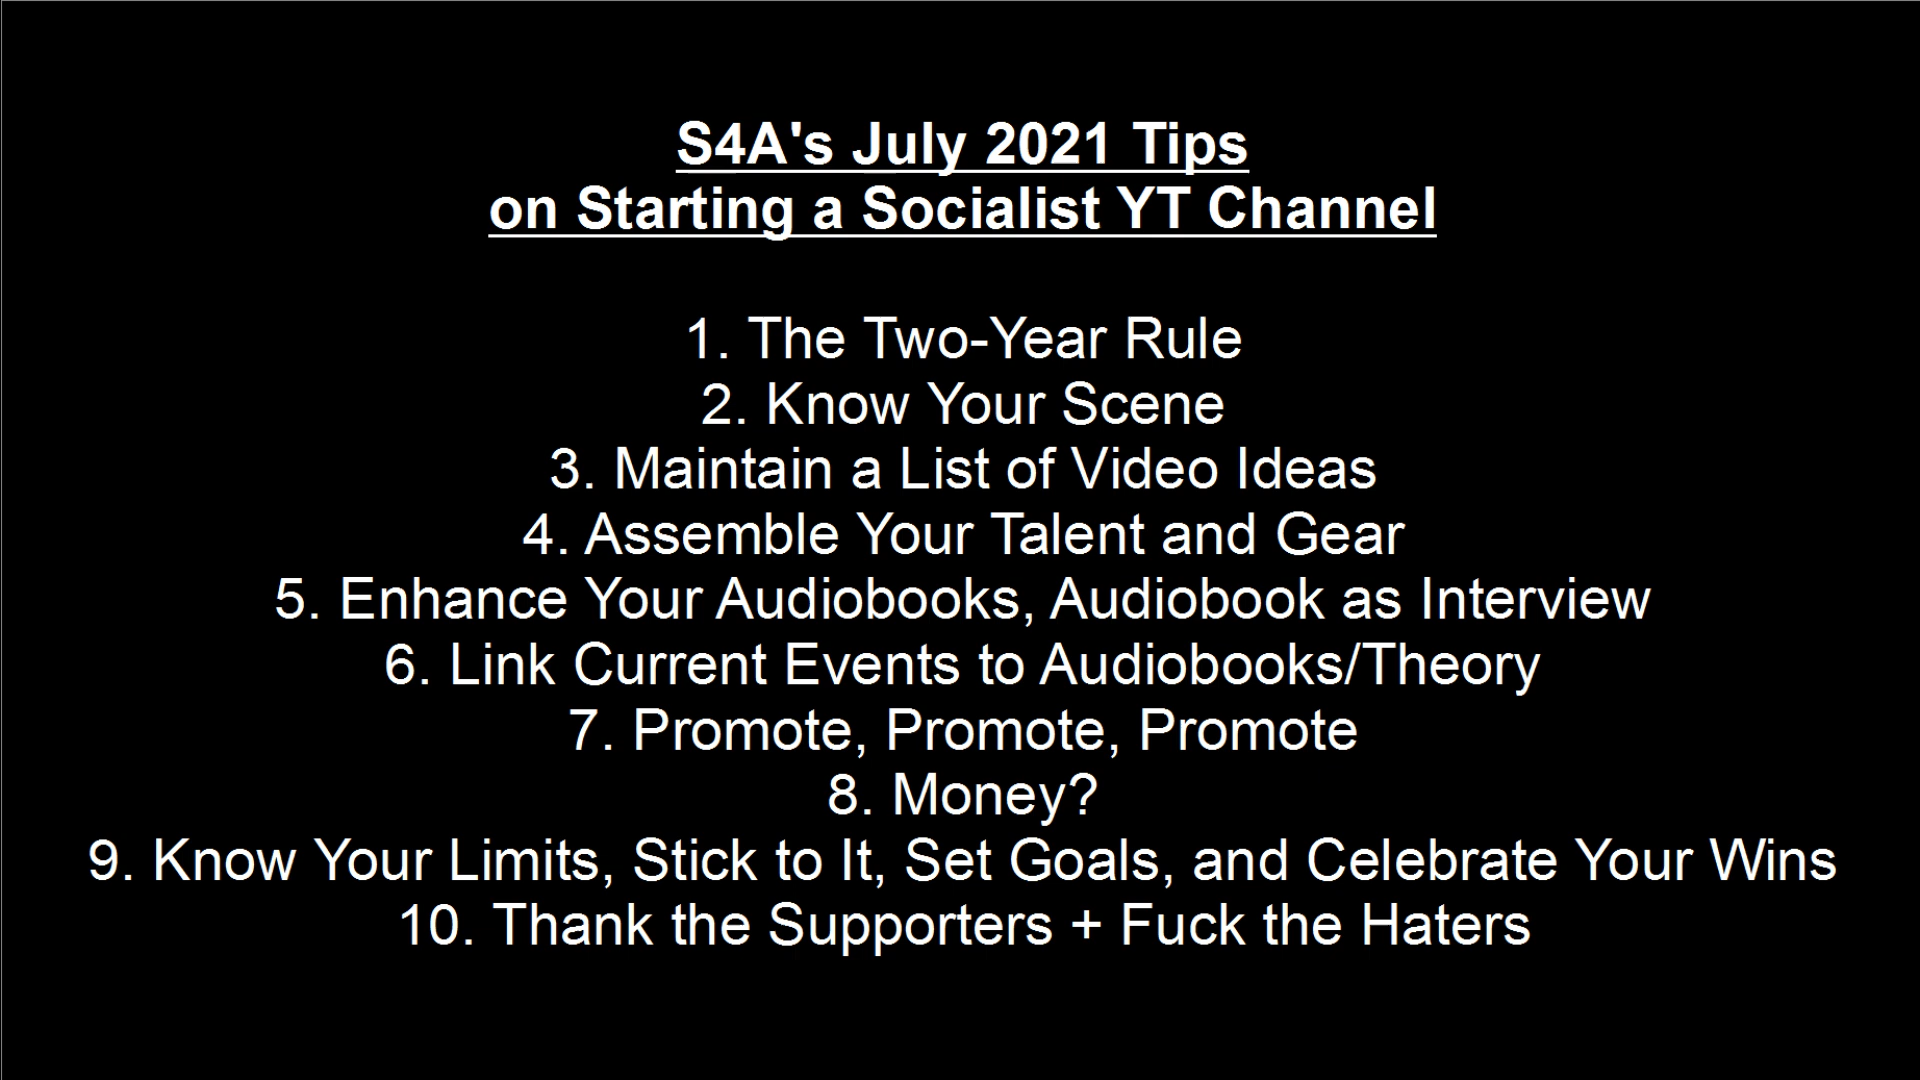 S4A's July 2021 Tips
on Starting a Socialist YT Channel
1. The Two-Year Rule
2. Know Your Scene
3. Maintain a List of Video Ideas
4. Assemble Your Talent and Gear
5. Enhance Your Audiobooks, Audiobook as Interview
6. Link Current Events to Audiobooks/Theory
7. Promote, Promote, Promote
8. Money?
9. Know Your Limits, Stick to It, Set Goals, and Celebrate Your Wins
10. Thank the Supporters + Fuck the Haters